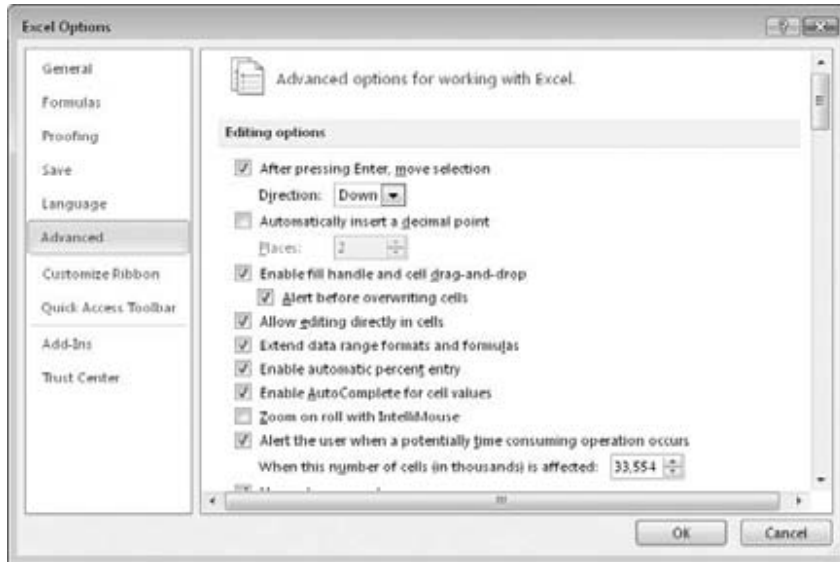 Excel Options
General
Formulas
Proofing
Save
Language
Advanced
Customize Ribbon
Quick Access Toolbar
Add-Ins
Trust Center
Advanced options for working with Excel.
Editing options
After pressing Enter, move selection
Direction: Down
Automatically insert a decimal point
Places: 2
Enable fill handle and cell drag-and-drop
Alert before overwriting cells
Allow editing directly in cells
Extend data range formats and formulas
Enable automatic percent entry
Enable AutoComplete for cell values
Zoom on roll with IntelliMouse
Alert the user when a potentially time consuming operation occurs
When this number of cells (in thousands) is affected: 33,554
OK Cancel